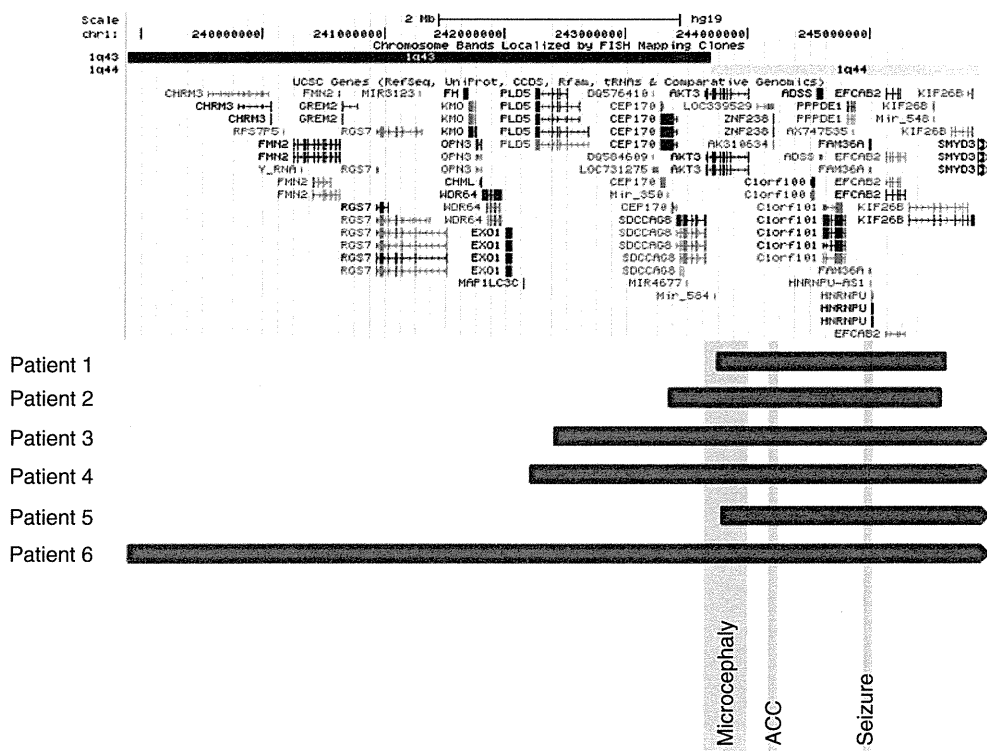 Scale 2 Mb hg19
chr1: 240000000 241000000 242000000 243000000 244000000 245000000
Chromosome Bands Localized by FISH Mapping Clones
1q43 1q43
1q44 1q44
UCSC Genes (RefSeq, UniProt, CCDS, Rfam, tRNAs & Comparative Genomics)
CHRM3 FMN2 MIR3123 FH PLD5 DQ576410 AKT3 ADSS EFCAB2 KIF26B
CHRM3 GREM2 KMO PLD5 CEP170 LOC339529 PPPDE1 KIF26B
CHRM3 GREM2 KMO PLD5 CEP170 ZNF238 PPPDE1 Mir_548
RPS7P5 RGS7 KMO PLD5 CEP170 ZNF238 AX747535 KIF26B
FMN2 OPN3 PLD5 CEP170 AK310634 FAM36A SMYD3
FMN2 OPN3 DQ584609 AKT3 ADSS EFCAB2 SMYD3
Y_RNA RGS7 OPN3 LOC731275 AKT3 FAM36A SMYD3
FMN2 CHML CEP170 C1orf100 EFCAB2
FMN2 WDR64 Mir_350 C1orf100 EFCAB2
RGS7 WDR64 CEP170 C1orf101 KIF26B
RGS7 WDR64 SDCCAG8 C1orf101 KIF26B
RGS7 EXO1 SDCCAG8 C1orf101
RGS7 EXO1 SDCCAG8 C1orf101
RGS7 EXO1 SDCCAG8 C1orf101
RGS7 EXO1 SDCCAG8 FAM36A
MAP1LC3C MIR4677 HNRNPU-AS1
Mir_584 HNRNPU
HNRNPU
HNRNPU
EFCAB2
Patient 1
Patient 2
Patient 3
Patient 4
Patient 5
Patient 6
Microcephaly
ACC
Seizure